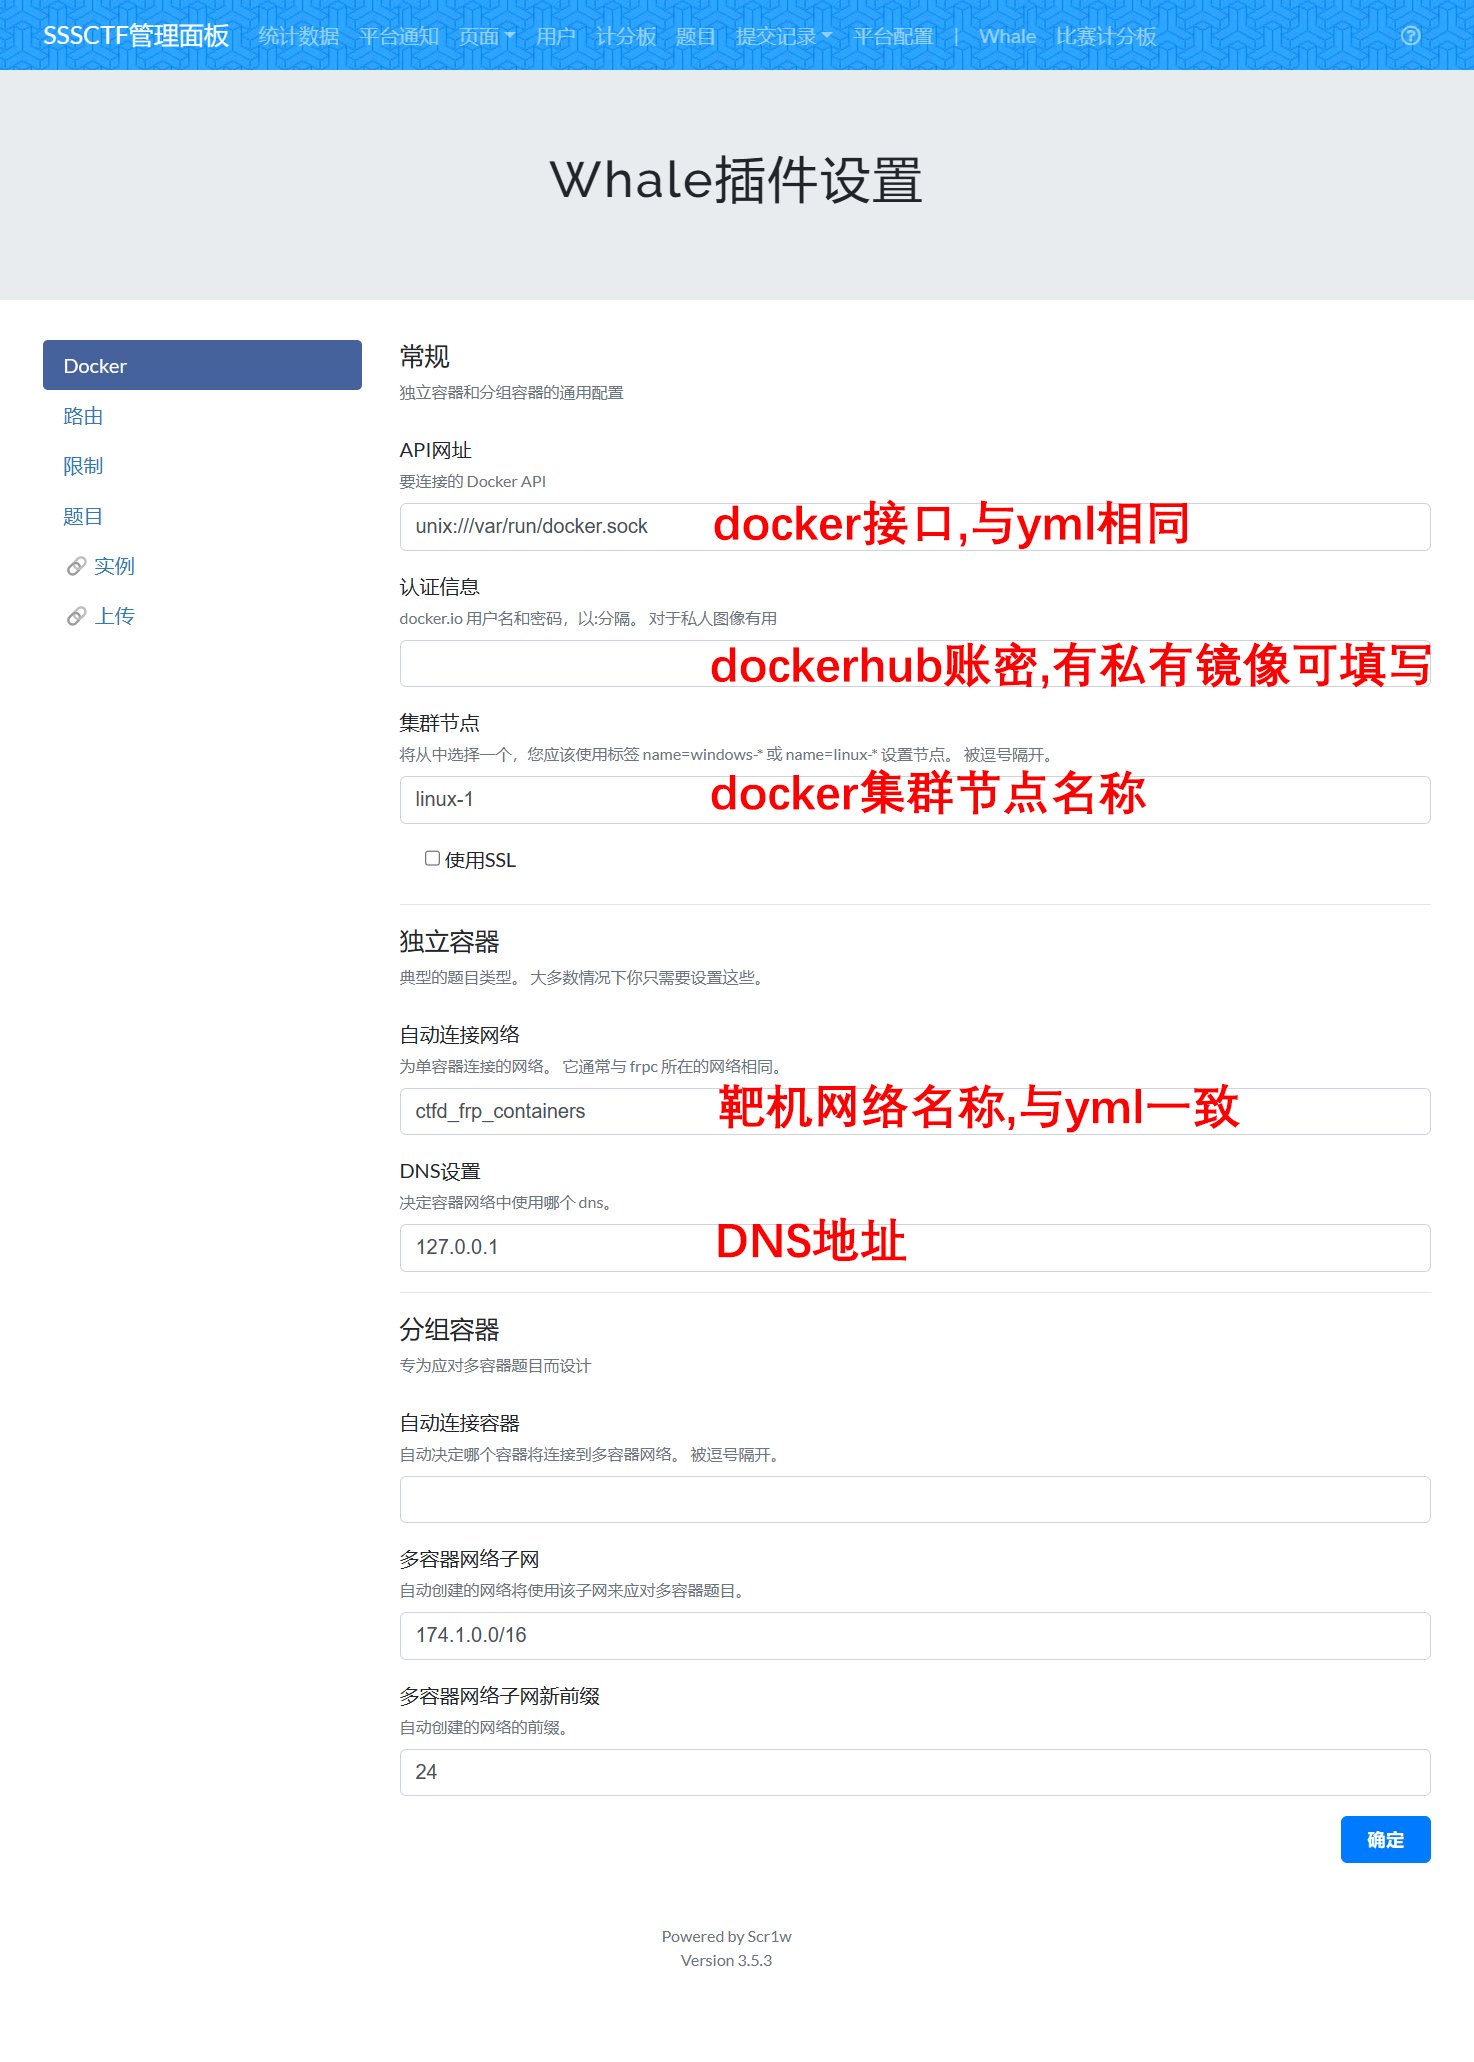 SSSCTF管理面板 统计数据 平台通知 页面 用户 计分板 题目 提交记录 平台配置 | Whale 比赛计分板
Whale插件设置
Docker
路由
限制
题目
实例
上传
常规
独立容器和分组容器的通用配置
API网址
要连接的 Docker API
unix:///var/run/docker.sock docker接口,与yml相同
认证信息
docker.io 用户名和密码，以:分隔。 对于私人图像有用
dockerhub账密,有私有镜像可填写
集群节点
将从中选择一个，您应该使用标签 name=windows-* 或 name=linux-* 设置节点。 被逗号隔开。
linux-1 docker集群节点名称
使用SSL
独立容器
典型的题目类型。 大多数情况下你只需要设置这些。
自动连接网络
为单容器连接的网络。 它通常与 frpc 所在的网络相同。
ctfd_frp_containers 靶机网络名称,与yml一致
DNS设置
决定容器网络中使用哪个 dns。
127.0.0.1 DNS地址
分组容器
专为应对多容器题目而设计
自动连接容器
自动决定哪个容器将连接到多容器网络。 被逗号隔开。
多容器网络子网
自动创建的网络将使用该子网来应对多容器题目。
174.1.0.0/16
多容器网络子网新前缀
自动创建的网络的前缀。
24
确定
Powered by Scr1w
Version 3.5.3